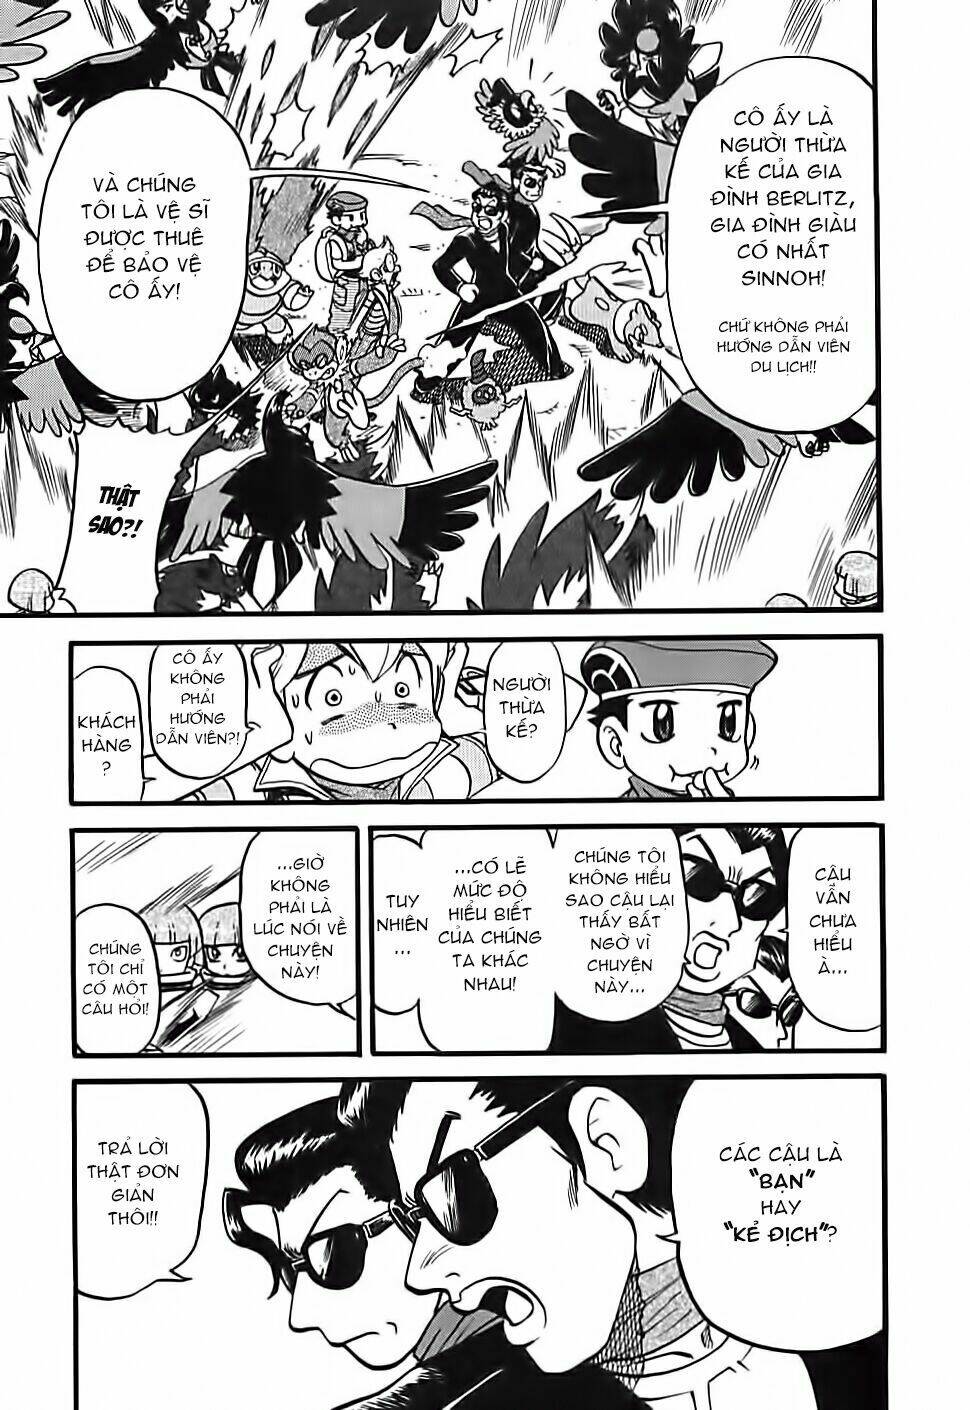 CÔ ẤY LÀ
NGƯỜI THỪA
KẾ CỦA GIA
ĐÌNH BERLITZ,
GIA ĐÌNH GIÀU
CÓ NHẤT
SINNOH!
CHỨ KHÔNG PHẢI
HƯỚNG DẪN VIÊN
DU LỊCH!!
VÀ CHÚNG
TÔI LÀ VỆ SĨ
ĐƯỢC THUÊ
ĐỂ BẢO VỆ
CÔ ẤY!
THẬT
SAO?!
NGƯỜI
THỪA
KẾ?
CÔ ẤY
KHÔNG
PHẢI
HƯỚNG
DẪN VIÊN?!
KHÁCH
HÀNG
?
CẬU
VẪN
CHƯA
HIỂU
À...
CHÚNG TÔI
KHÔNG HIỂU
SAO CẬU LẠI
THẤY BẤT
NGỜ VÌ
CHUYỆN
NÀY...
...CÓ LẼ
MỨC ĐỘ
HIỂU BIẾT
CỦA CHÚNG
TA KHÁC
NHAU!
TUY
NHIÊN
...
...GIỜ
KHÔNG
PHẢI LÀ
LÚC NÓI VỀ
CHUYỆN
NÀY!
CHÚNG
TÔI CHỈ
CÓ MỘT
CÂU HỎI!
CÁC CẬU LÀ
"BẠN"
HAY
"KẺ ĐỊCH"?
TRẢ LỜI
THẬT ĐƠN
GIẢN
THÔI!!